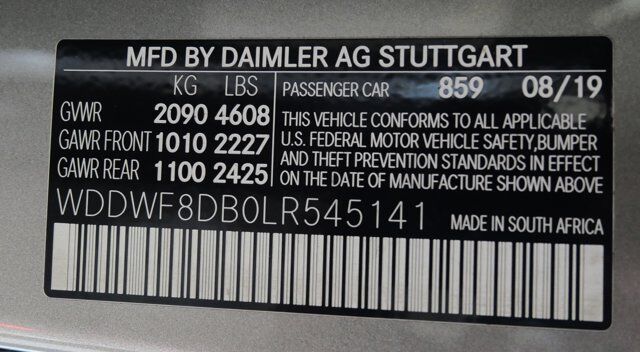 MFD BY DAIMLER AG STUTTGART
KG LBS
GVWR 2090 4608
GAWR FRONT 1010 2227
GAWR REAR 1100 2425
PASSENGER CAR 859 08/19
THIS VEHICLE CONFORMS TO ALL APPLICABLE
U.S. FEDERAL MOTOR VEHICLE SAFETY,BUMPER
AND THEFT PREVENTION STANDARDS IN EFFECT
ON THE DATE OF MANUFACTURE SHOWN ABOVE
WDDWF8DB0LR545141
MADE IN SOUTH AFRICA